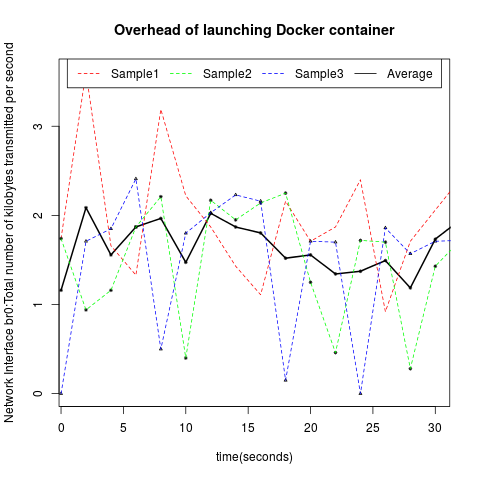 Overhead of launching Docker container
Sample1 Sample2 Sample3 Average
Network Interface br0:Total number of kilobytes transmitted per second
3
2
1
0
0 5 10 15 20 25 30
time(seconds)